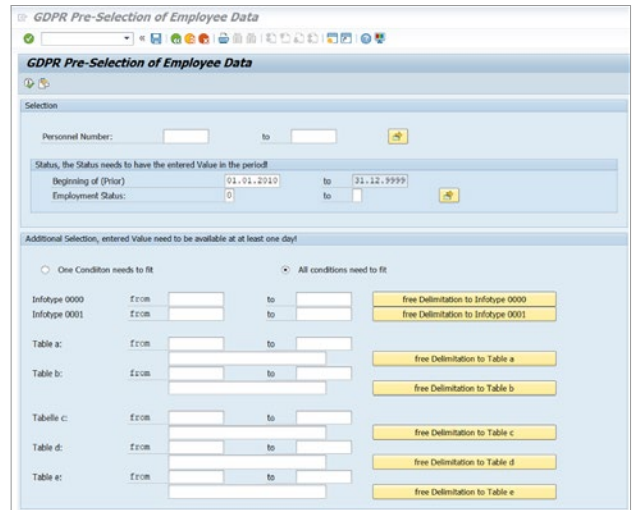 GDPR Pre-Selection of Employee Data
GDPR Pre-Selection of Employee Data
Selection
Personnel Number: to
Status, the Status needs to have the entered Value in the period!
Beginning of (Prior) 01.01.2010 to 31.12.9999
Employment Status: 0 to
Additional Selection, entered Value need to be available at at least one day!
One Condiiton needs to fit All conditions need to fit
Infotype 0000 from to free Delimitation to Infotype 0000
Infotype 0001 from to free Delimitation to Infotype 0001
Table a: from to
free Delimitation to Table a
Table b: from to
free Delimitation to Table b
Tabelle c: from to
free Delimitation to Table c
Table d: from to
free Delimitation to Table d
Table e: from to
free Delimitation to Table e